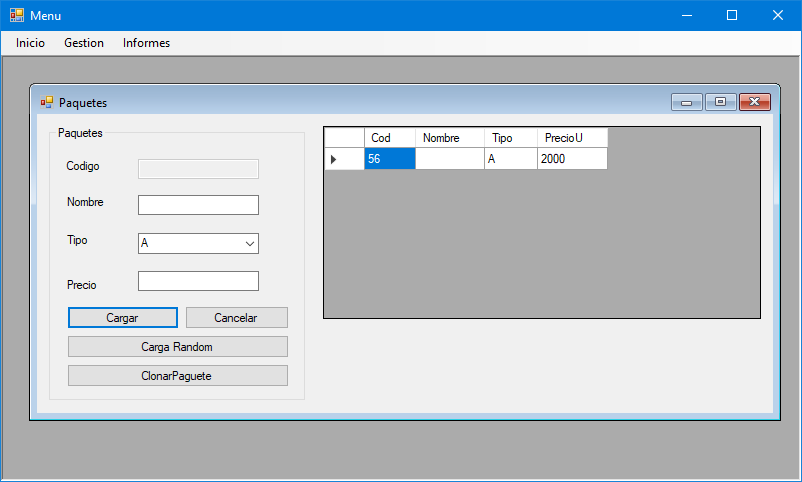 Menu
Inicio Gestion Informes
Paquetes
Paquetes
Codigo
Nombre
Tipo A
Precio
Cargar Cancelar
Carga Random
ClonarPaguete
Cod Nombre Tipo PrecioU
56 A 2000